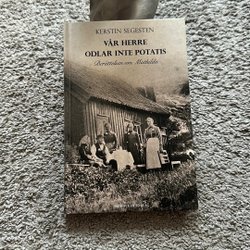 KERSTIN SEGESTEN
VÅR HERRE
ODLAR INTE POTATIS
Berättelsen om Mathilda